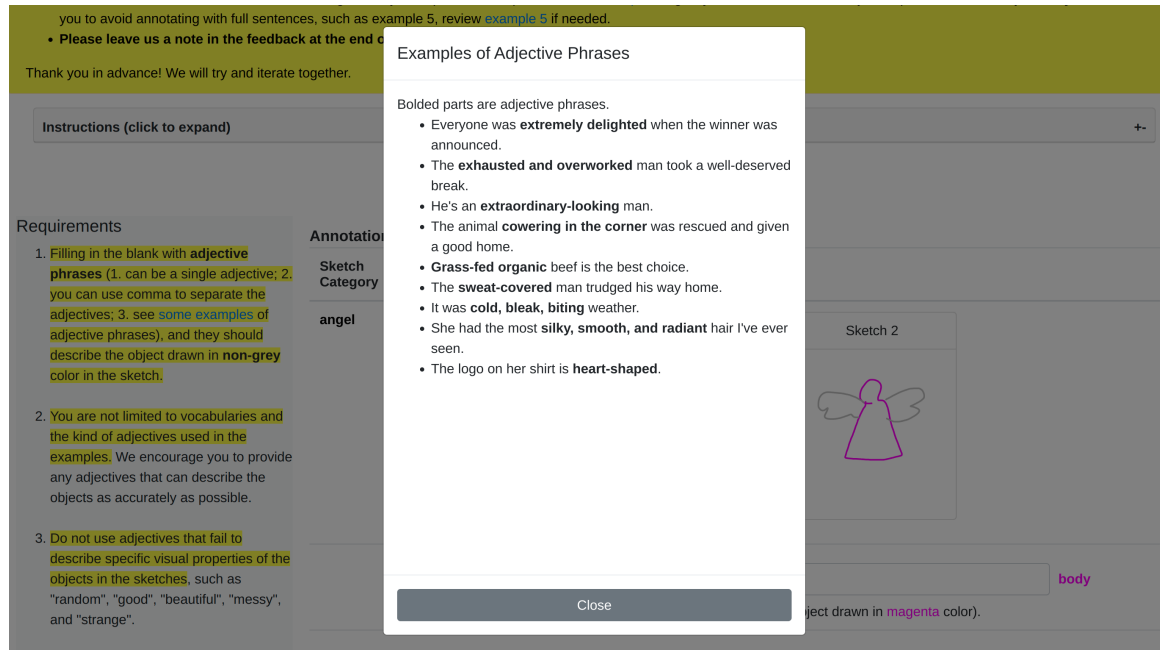 you to avoid annotating with full sentences, such as example 5, review example 5 if needed.
Please leave us a note in the feedback at the end o
Thank you in advance! We will try and iterate together.
Instructions (click to expand)
+-
Requirements
1. Filling in the blank with adjective
phrases (1. can be a single adjective; 2.
you can use comma to separate the
adjectives; 3. see some examples of
adjective phrases), and they should
describe the object drawn in non-grey
color in the sketch.
2. You are not limited to vocabularies and
the kind of adjectives used in the
examples. We encourage you to provide
any adjectives that can describe the
objects as accurately as possible.
3. Do not use adjectives that fail to
describe specific visual properties of the
objects in the sketches, such as
"random", "good", "beautiful", "messy",
and "strange".
Annotation
Sketch
Category
angel
Examples of Adjective Phrases
Bolded parts are adjective phrases.
Everyone was extremely delighted when the winner was
announced.
The exhausted and overworked man took a well-deserved
break.
He's an extraordinary-looking man.
The animal cowering in the corner was rescued and given
a good home.
Grass-fed organic beef is the best choice.
The sweat-covered man trudged his way home.
It was cold, bleak, biting weather.
She had the most silky, smooth, and radiant hair I've ever
seen.
The logo on her shirt is heart-shaped.
Close
Sketch 2
body
ject drawn in magenta color).